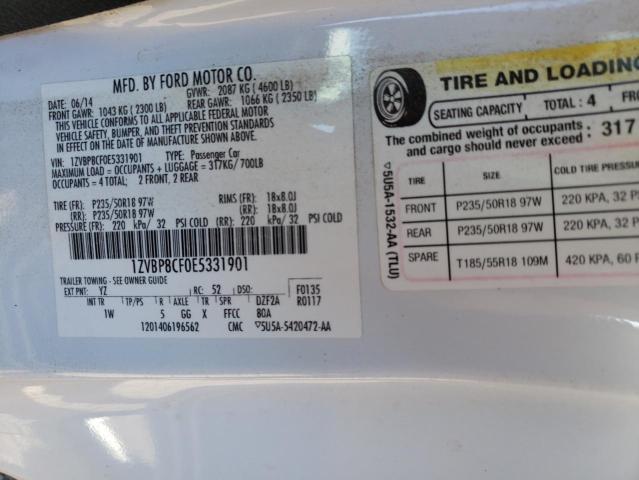 MFD. BY FORD MOTOR CO.
DATE: 06/14 GVWR: 2087 KG ( 4600 LB)
FRONT GAWR: 1043 KG ( 2300 LB) REAR GAWR: 1066 KG ( 2350 LB)
THIS VEHICLE CONFORMS TO ALL APPLICABLE FEDERAL MOTOR
VEHICLE SAFETY, BUMPER, AND THEFT PREVENTION STANDARDS
IN EFFECT ON THE DATE OF MANUFACTURE SHOWN ABOVE.
VIN: 1ZVBP8CF0E5331901 TYPE: Passenger Car
MAXIMUM LOAD = OCCUPANTS + LUGGAGE = 317KG/ 700LB
OCCUPANTS = 4 TOTAL; 2 FRONT, 2 REAR
TIRE (F): P235/50R18 97W RIMS (F): 18x8.0J
(R): P235/50R18 97W (R): 18x8.0J
PRESSURE (F): 220 kPA/ 32 PSI COLD (R): 220 kPA/ 32 PSI COLD
1ZVBP8CF0E5331901
TRAILER TOWING - SEE OWNER GUIDE
EXT PNT: YZ RC: 52 DSO: F0135
INT TR TP/PS R AXLE TR SPR DZF2A R0117
1W 5 GG X FFCC 80A
1201406196562 CMC ▽5U5A-5420472-AA
TIRE AND LOADING
SEATING CAPACITY TOTAL : 4
The combined weight of occupants
and cargo should never exceed : 317
TIRE SIZE COLD TIRE
FRONT P235/50R18 97W 220 KPA, 32
REAR P235/50R18 97W 220 KPA, 32
SPARE T185/55R18 109M 420 KPA, 60
▽5U5A-1532-AA (TLU)